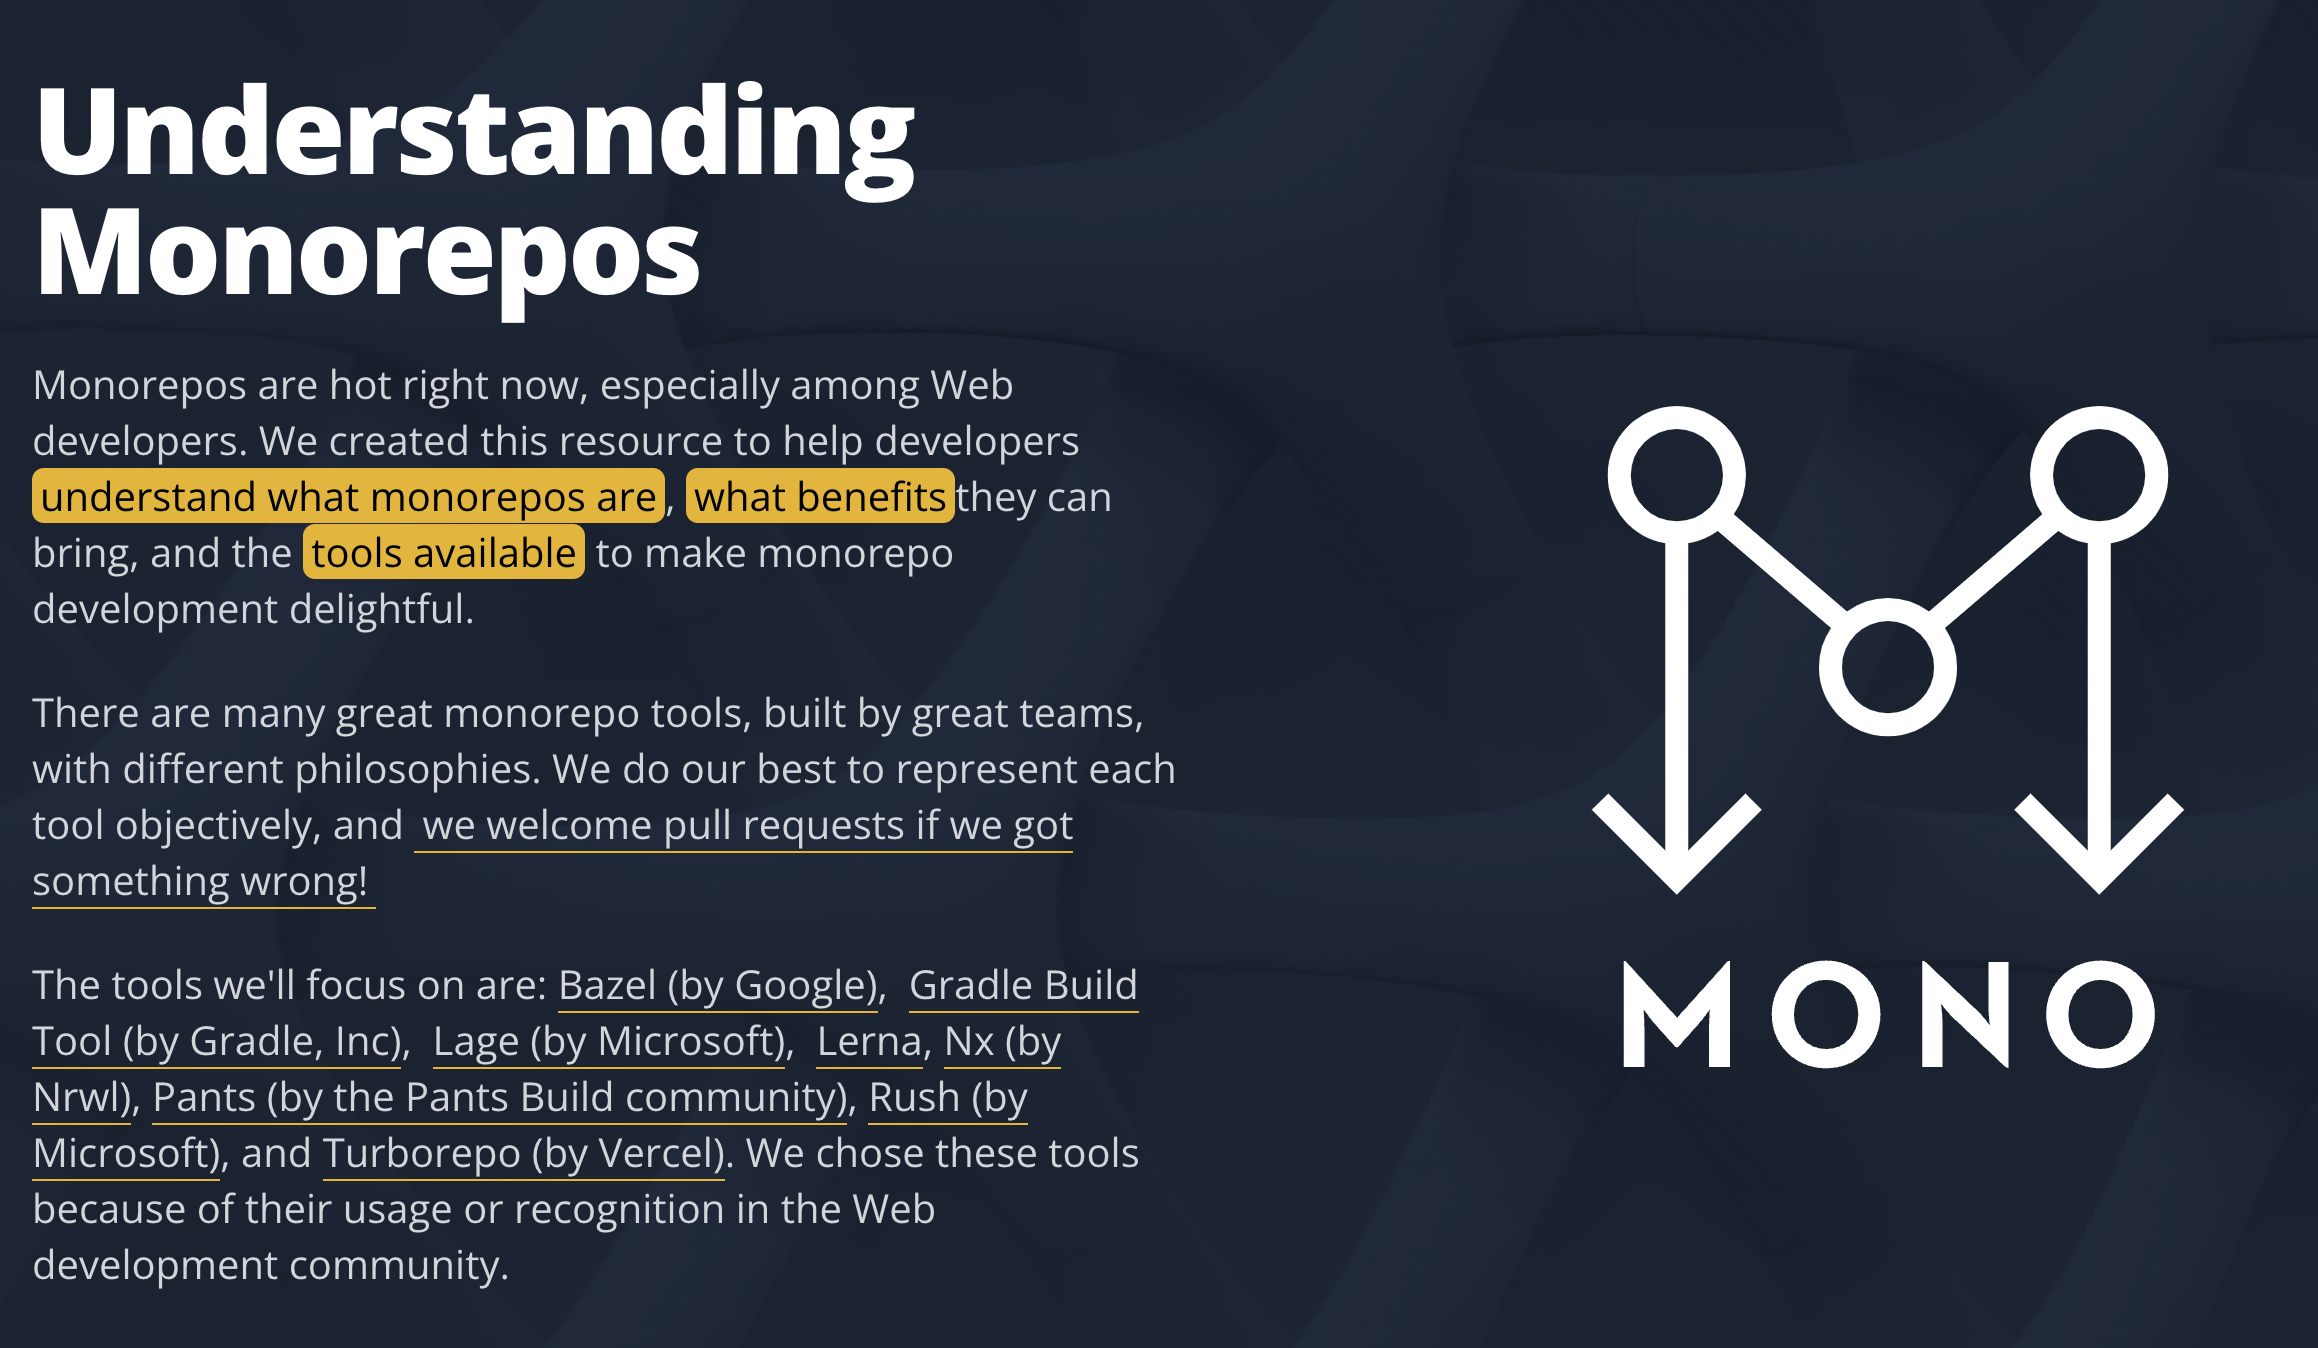 Understanding
Monorepos
Monorepos are hot right now, especially among Web
developers. We created this resource to help developers
understand what monorepos are, what benefits they can
bring, and the tools available to make monorepo
development delightful.
There are many great monorepo tools, built by great teams,
with different philosophies. We do our best to represent each
tool objectively, and we welcome pull requests if we got
something wrong!
The tools we'll focus on are: Bazel (by Google), Gradle Build
Tool (by Gradle, Inc), Lage (by Microsoft), Lerna, Nx (by
Nrwl), Pants (by the Pants Build community), Rush (by
Microsoft), and Turborepo (by Vercel). We chose these tools
because of their usage or recognition in the Web
development community.
MONO